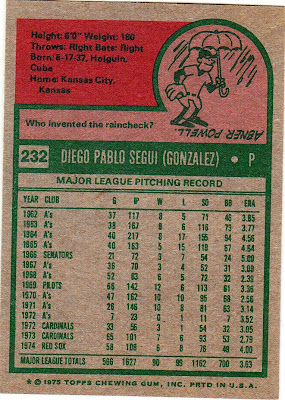 Height: 6'0" Weight: 190
Throws: Right Bats: Right
Born: 8-17-37, Holguin,
Cuba
Home: Kansas City,
Kansas
ABNER POWELL
Who invented the raincheck?
232 DIEGO PABLO SEGUI (GONZALEZ) • P
MAJOR LEAGUE PITCHING RECORD
YEAR CLUB G IP W L SO BB ERA
1962 A's 37 117 8 5 71 46 3.85
1963 A's 38 167 9 6 116 73 3.77
1964 A's 40 217 8 17 155 94 4.56
1965 A's 40 163 5 15 119 67 4.64
1966 SENATORS 21 72 3 7 54 24 5.00
1967 A's 36 70 3 4 52 31 3.09
1968 A's 52 83 6 5 72 32 2.39
1969 PILOTS 66 142 12 6 113 61 3.36
1970 A's 47 162 10 10 95 68 2.56
1971 A's 26 146 10 8 81 63 3.14
1972 A's 7 23 0 1 11 7 3.52
1972 CARDINALS 33 56 3 1 54 32 3.05
1973 CARDINALS 65 101 7 6 93 53 2.76
1974 RED SOX 58 108 6 8 76 49 4.00
MAJOR LEAGUE TOTALS 566 1627 90 99 1162 700 3.63
* © 1975 TOPPS CHEWING GUM, INC. PRTD. IN U.S.A.